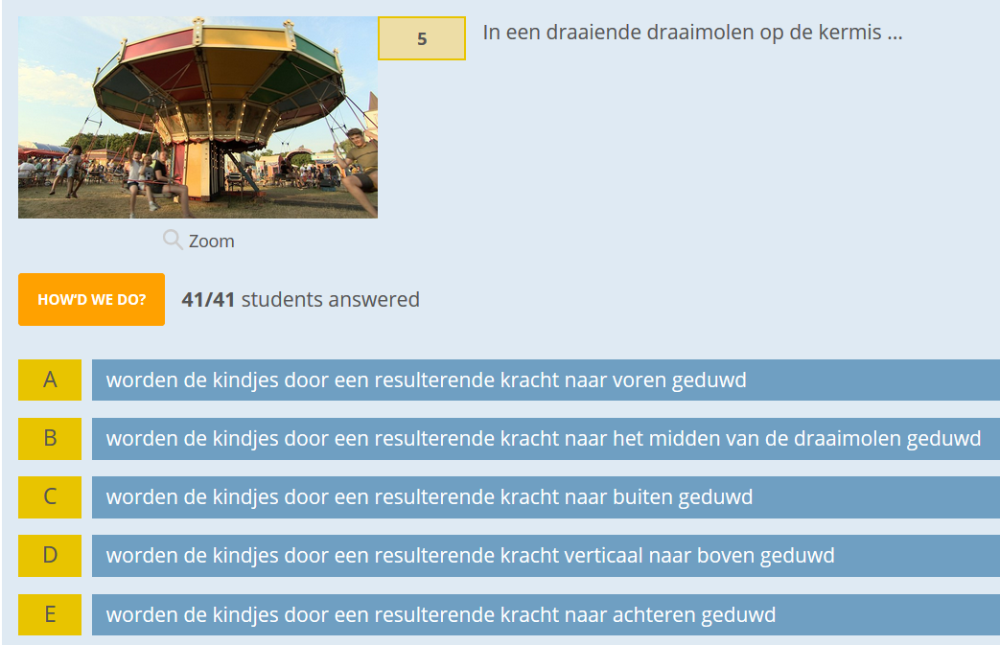 5
In een draaiende draaimolen op de kermis ...
Zoom
HOW'D WE DO?
41/41 students answered
A
worden de kindjes door een resulterende kracht naar voren geduwd
B
worden de kindjes door een resulterende kracht naar het midden van de draaimolen geduwd
C
worden de kindjes door een resulterende kracht naar buiten geduwd
D
worden de kindjes door een resulterende kracht verticaal naar boven geduwd
E
worden de kindjes door een resulterende kracht naar achteren geduwd